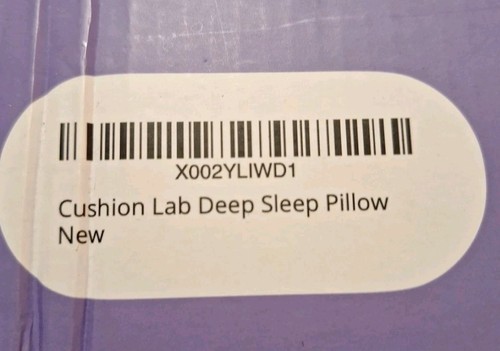 X002YLIWD1
Cushion Lab Deep Sleep Pillow
New